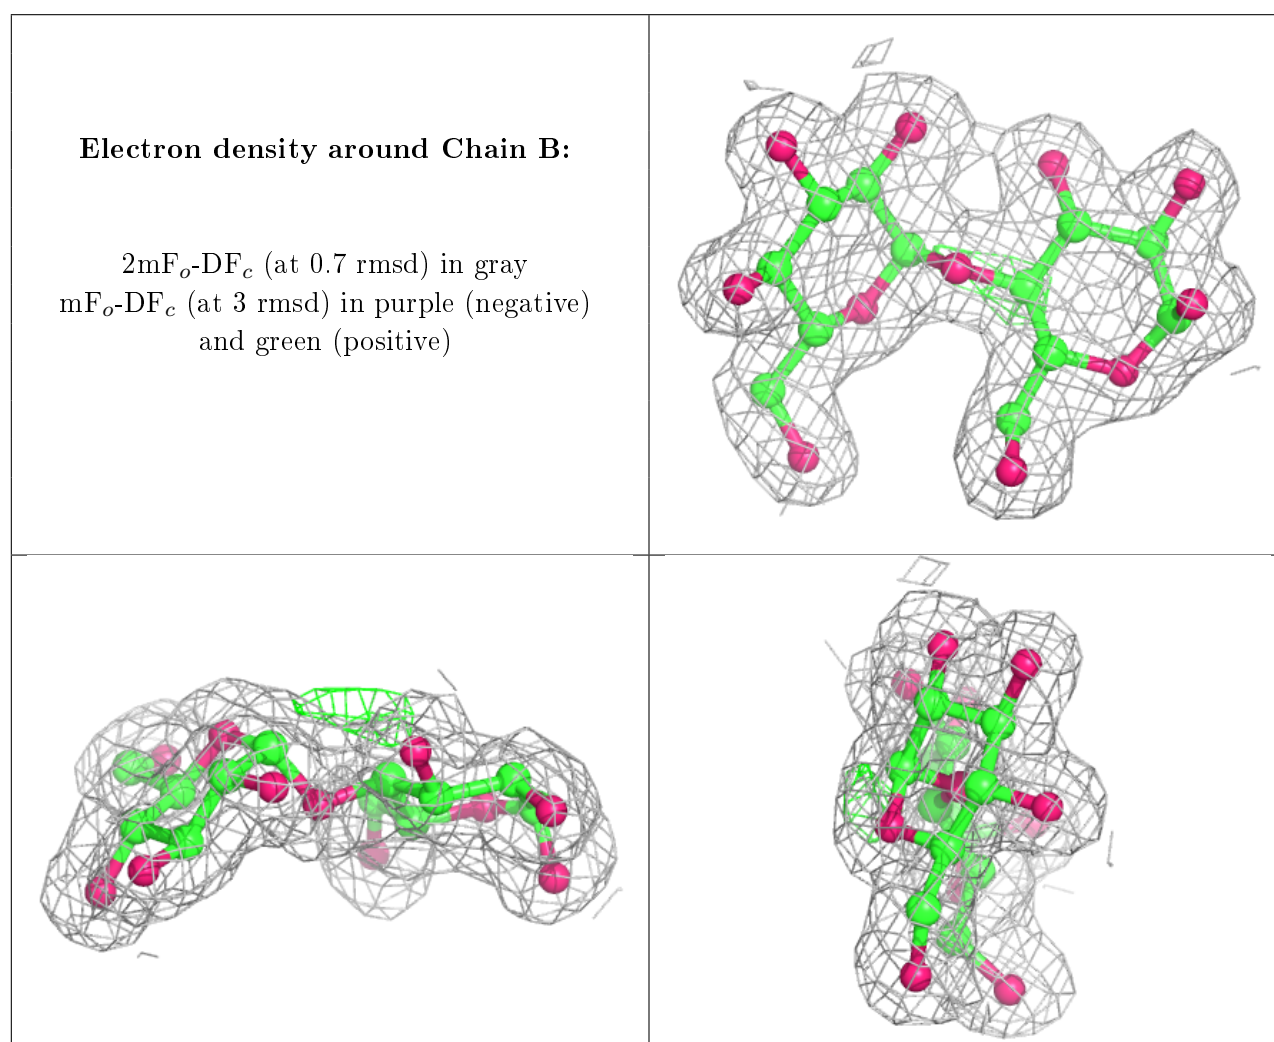 Electron density around Chain B:
2mFo-DFc (at 0.7 rmsd) in gray
mFo-DFc (at 3 rmsd) in purple (negative)
and green (positive)